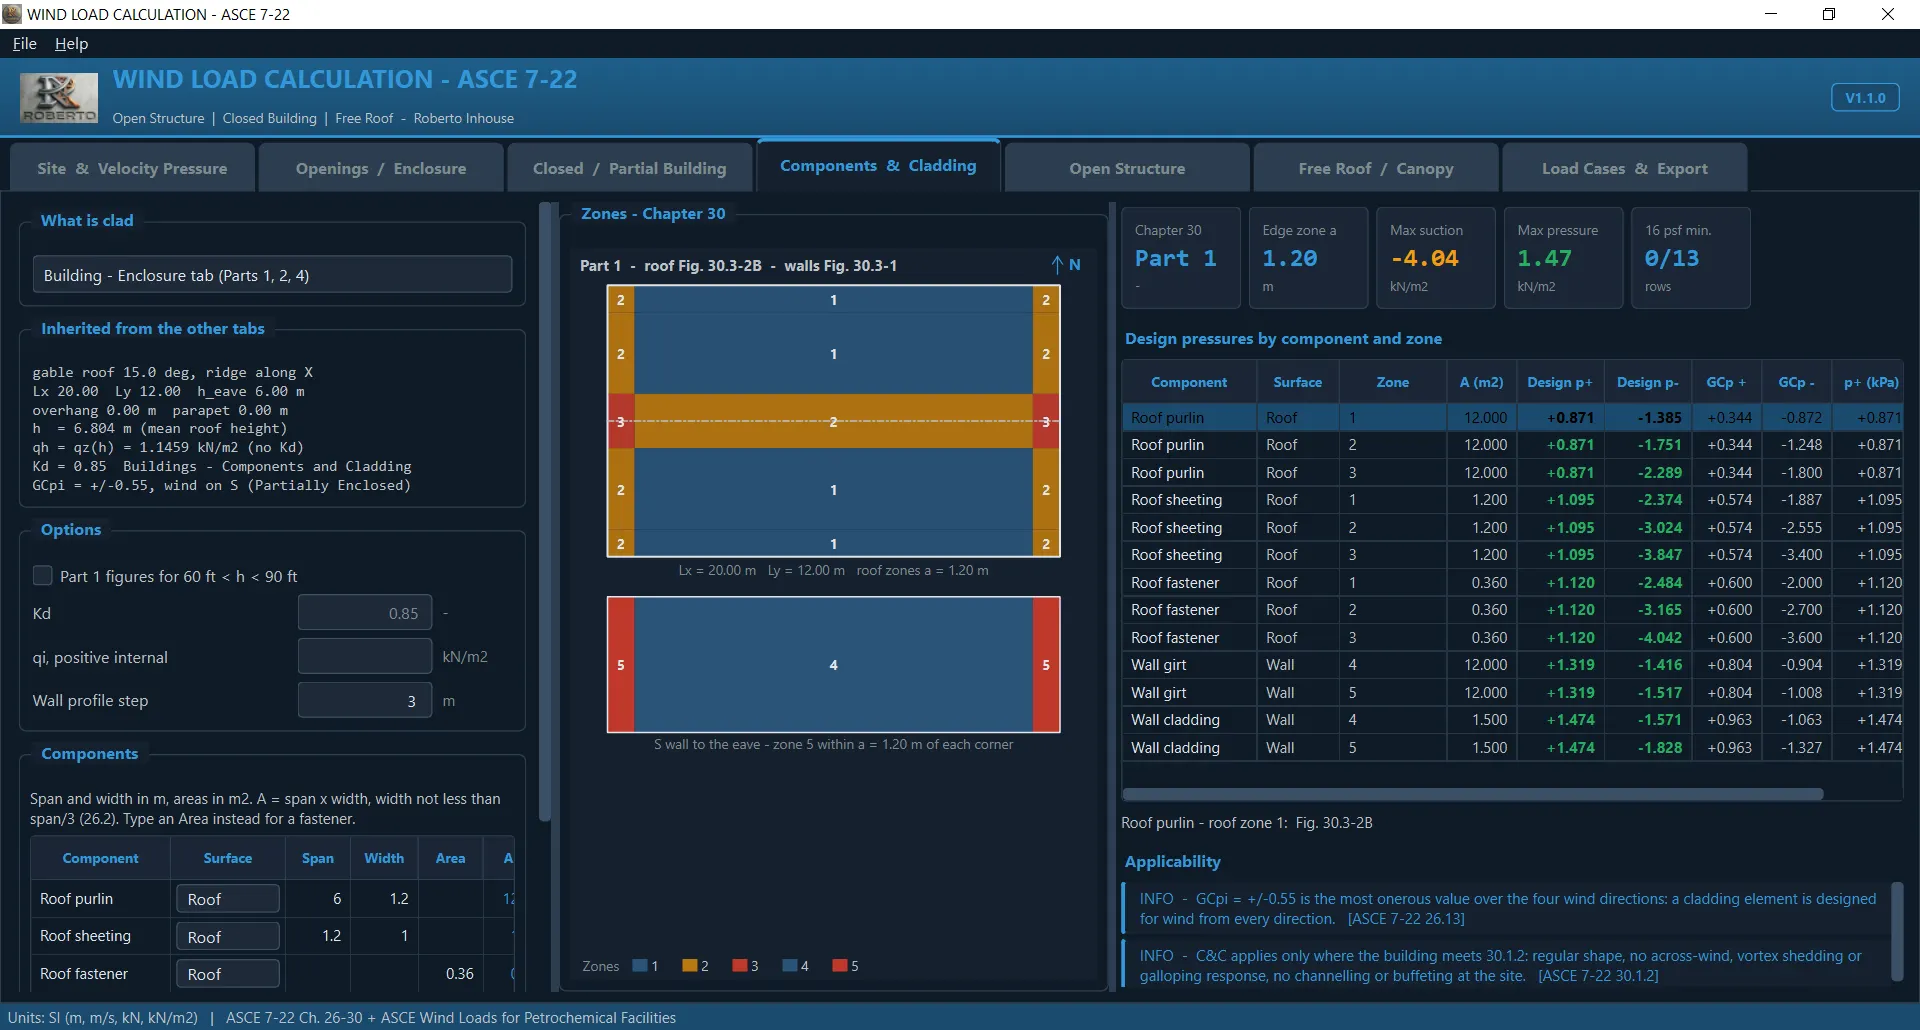 WIND LOAD CALCULATION - ASCE 7-22
File Help
ROBERTO
WIND LOAD CALCULATION - ASCE 7-22
Open Structure | Closed Building | Free Roof - Roberto Inhouse
V1.1.0
Site & Velocity Pressure
Openings / Enclosure
Closed / Partial Building
Components & Cladding
Open Structure
Free Roof / Canopy
Load Cases & Export
What is clad
Building - Enclosure tab (Parts 1, 2, 4)
Inherited from the other tabs
gable roof 15.0 deg, ridge along X
Lx 20.00 Ly 12.00 h_eave 6.00 m
overhang 0.00 m parapet 0.00 m
h = 6.804 m (mean roof height)
qh = qz(h) = 1.1459 kN/m2 (no Kd)
Kd = 0.85 Buildings - Components and Cladding
GCpi = +/-0.55, wind on S (Partially Enclosed)
Options
Part 1 figures for 60 ft < h < 90 ft
Kd 0.85 -
qi, positive internal kN/m2
Wall profile step 3 m
Components
Span and width in m, areas in m2. A = span x width, width not less than
span/3 (26.2). Type an Area instead for a fastener.
Component Surface Span Width Area A
Roof purlin Roof 6 1.2 12
Roof sheeting Roof 1.2 1
Roof fastener Roof 0.36
Zones - Chapter 30
Part 1 - roof Fig. 30.3-2B - walls Fig. 30.3-1
↑ N
2 1 2
2 1 2
3 2 3
2 1 2
2 1 2
Lx = 20.00 m Ly = 12.00 m roof zones a = 1.20 m
5 4 5
S wall to the eave - zone 5 within a = 1.20 m of each corner
Zones 1 2 3 4 5
Chapter 30
Part 1
-
Edge zone a
1.20
m
Max suction
-4.04
kN/m2
Max pressure
1.47
kN/m2
16 psf min.
0/13
rows
Design pressures by component and zone
Component Surface Zone A (m2) Design p+ Design p- GCp + GCp - p+ (kPa)
Roof purlin Roof 1 12.000 +0.871 -1.385 +0.344 -0.872 +0.871
Roof purlin Roof 2 12.000 +0.871 -1.751 +0.344 -1.248 +0.871
Roof purlin Roof 3 12.000 +0.871 -2.289 +0.344 -1.800 +0.871
Roof sheeting Roof 1 1.200 +1.095 -2.374 +0.574 -1.887 +1.095
Roof sheeting Roof 2 1.200 +1.095 -3.024 +0.574 -2.555 +1.095
Roof sheeting Roof 3 1.200 +1.095 -3.847 +0.574 -3.400 +1.095
Roof fastener Roof 1 0.360 +1.120 -2.484 +0.600 -2.000 +1.120
Roof fastener Roof 2 0.360 +1.120 -3.165 +0.600 -2.700 +1.120
Roof fastener Roof 3 0.360 +1.120 -4.042 +0.600 -3.600 +1.120
Wall girt Wall 4 12.000 +1.319 -1.416 +0.804 -0.904 +1.319
Wall girt Wall 5 12.000 +1.319 -1.517 +0.804 -1.008 +1.319
Wall cladding Wall 4 1.500 +1.474 -1.571 +0.963 -1.063 +1.474
Wall cladding Wall 5 1.500 +1.474 -1.828 +0.963 -1.327 +1.474
Roof purlin - roof zone 1: Fig. 30.3-2B
Applicability
INFO - GCpi = +/-0.55 is the most onerous value over the four wind directions: a cladding element is designed
for wind from every direction. [ASCE 7-22 26.13]
INFO - C&C applies only where the building meets 30.1.2: regular shape, no across-wind, vortex shedding or
galloping response, no channelling or buffeting at the site. [ASCE 7-22 30.1.2]
Units: SI (m, m/s, kN, kN/m2) | ASCE 7-22 Ch. 26-30 + ASCE Wind Loads for Petrochemical Facilities